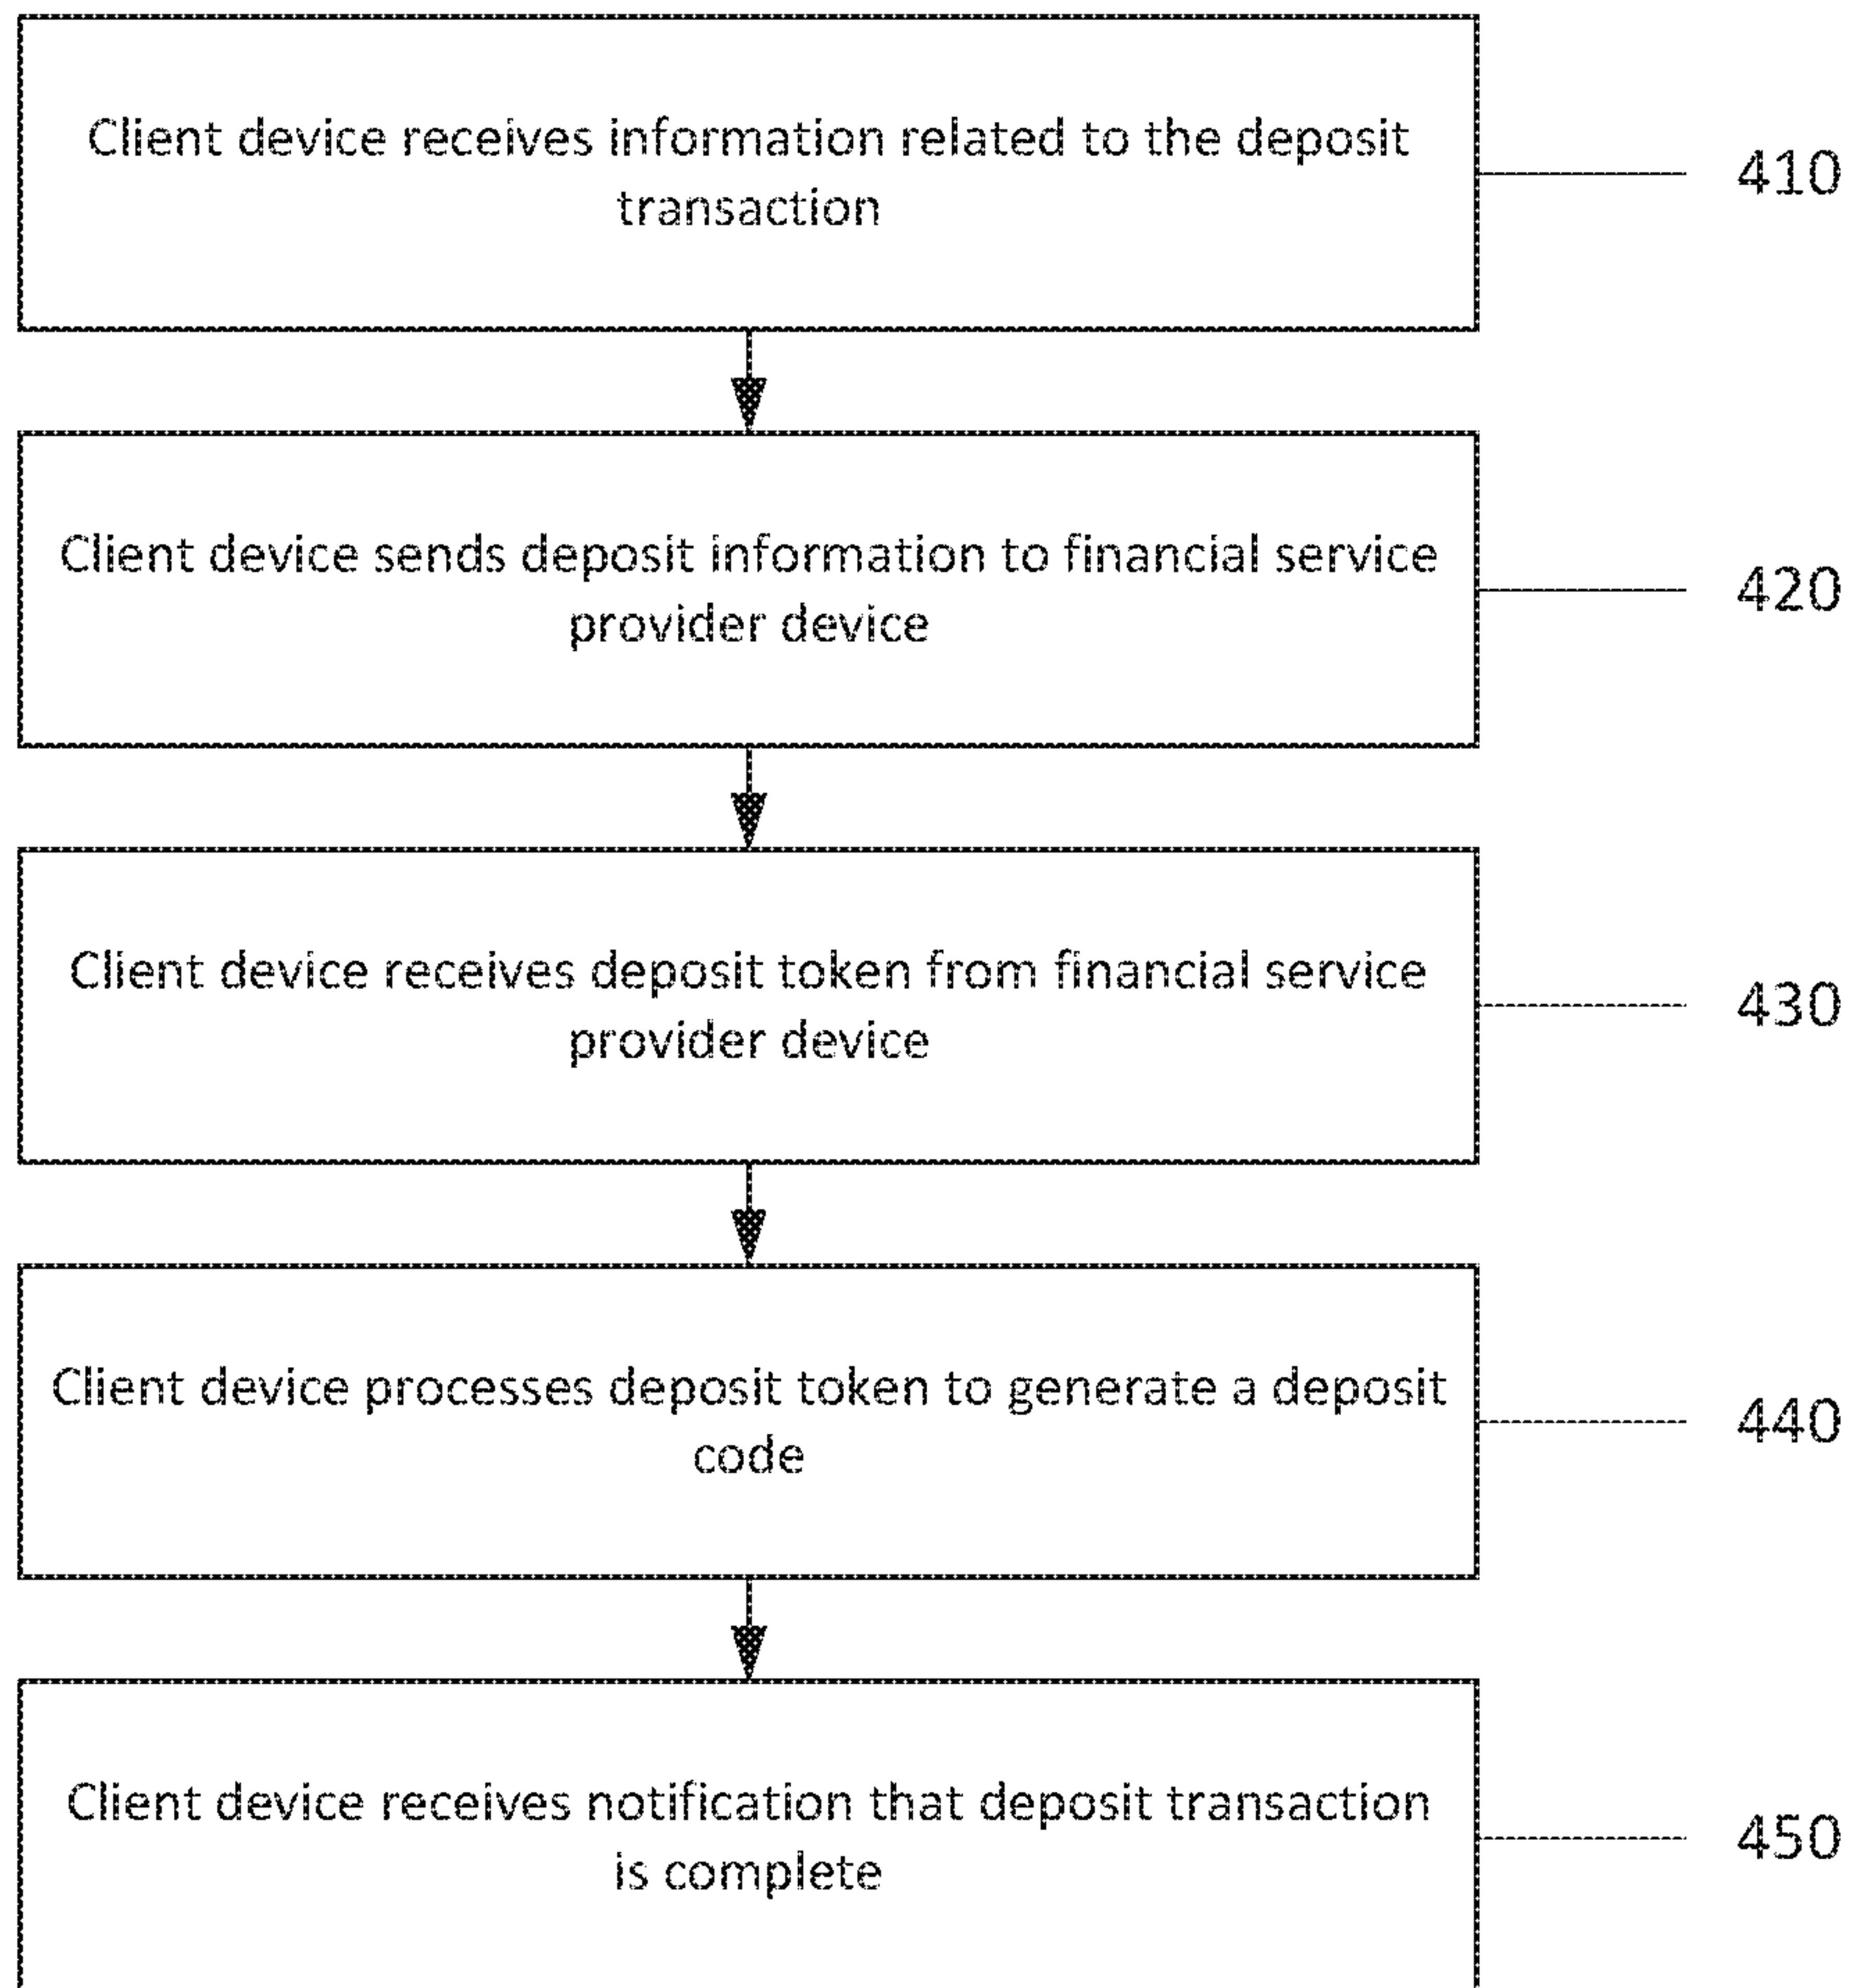 Client device receives information related to the deposit
transaction
410
Client device sends deposit information to financial service
provider device
420
Client device receives deposit token from financial service
provider device
430
Client device processes deposit token to generate a deposit
code
440
Client device receives notification that deposit transaction
is complete
450